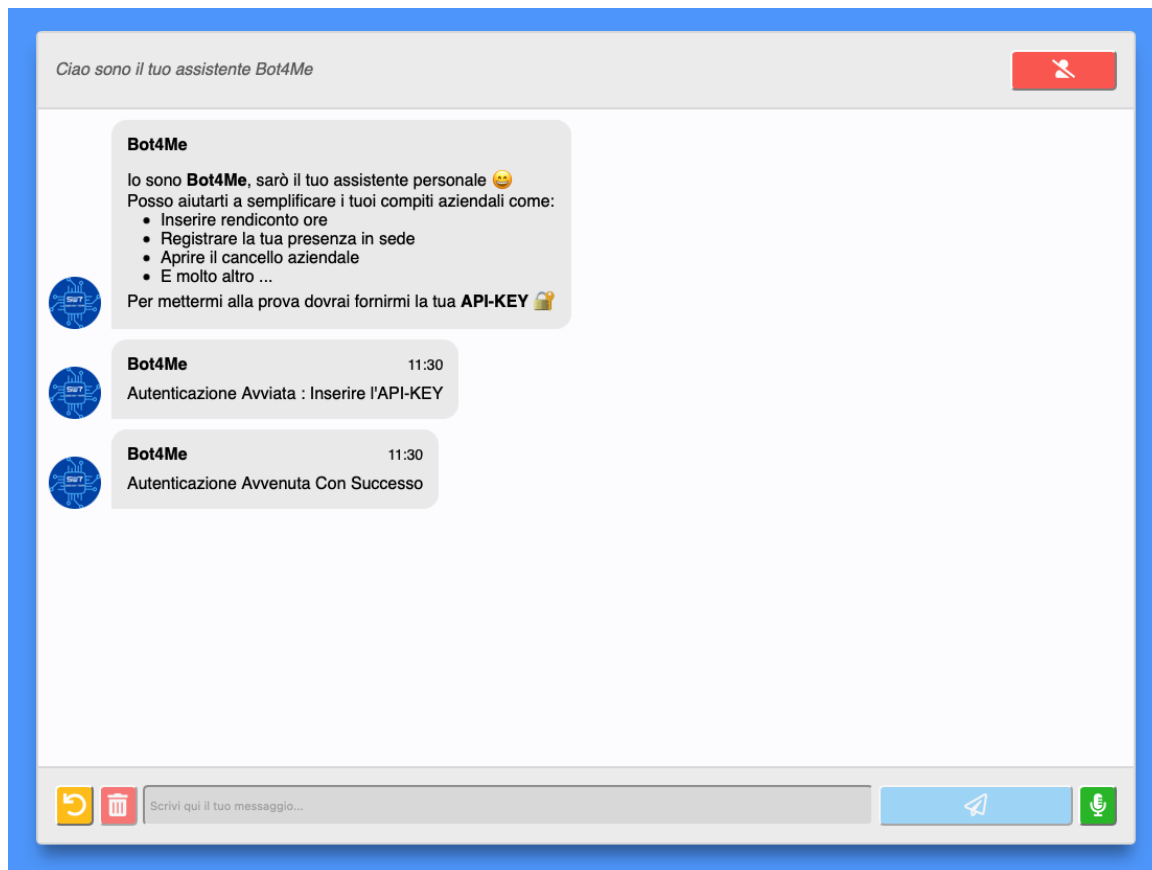 Ciao sono il tuo assistente Bot4Me
Bot4Me
Io sono Bot4Me, sarò il tuo assistente personale 😄
Posso aiutarti a semplificare i tuoi compiti aziendali come:
• Inserire rendiconto ore
• Registrare la tua presenza in sede
• Aprire il cancello aziendale
• E molto altro ...
Per mettermi alla prova dovrai fornirmi la tua API-KEY 🔐
SW7
Bot4Me 11:30
Autenticazione Avviata : Inserire l'API-KEY
SW7
Bot4Me 11:30
Autenticazione Avvenuta Con Successo
SW7
Scrivi qui il tuo messaggio...